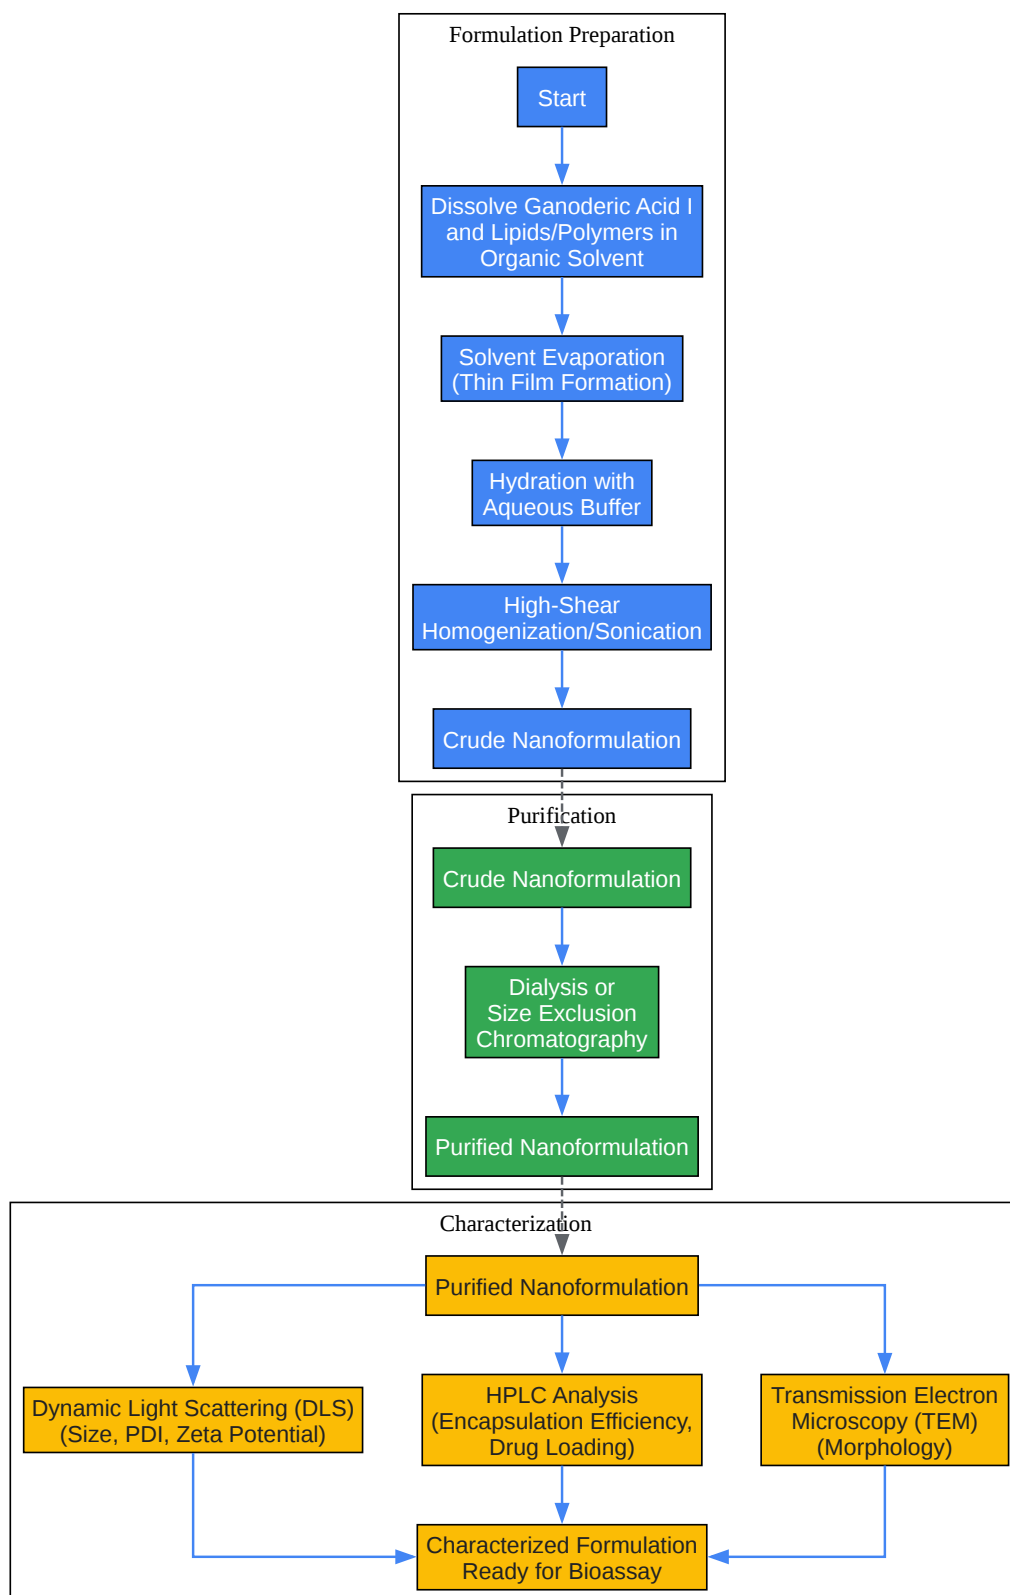 Formulation Preparation
Start
Dissolve Ganoderic Acid I
and Lipids/Polymers in
Organic Solvent
Solvent Evaporation
(Thin Film Formation)
Hydration with
Aqueous Buffer
High-Shear
Homogenization/Sonication
Crude Nanoformulation
Purification
Crude Nanoformulation
Dialysis or
Size Exclusion
Chromatography
Purified Nanoformulation
Characterization
Purified Nanoformulation
Dynamic Light Scattering (DLS)
(Size, PDI, Zeta Potential)
HPLC Analysis
(Encapsulation Efficiency,
Drug Loading)
Transmission Electron
Microscopy (TEM)
(Morphology)
Characterized Formulation
Ready for Bioassay